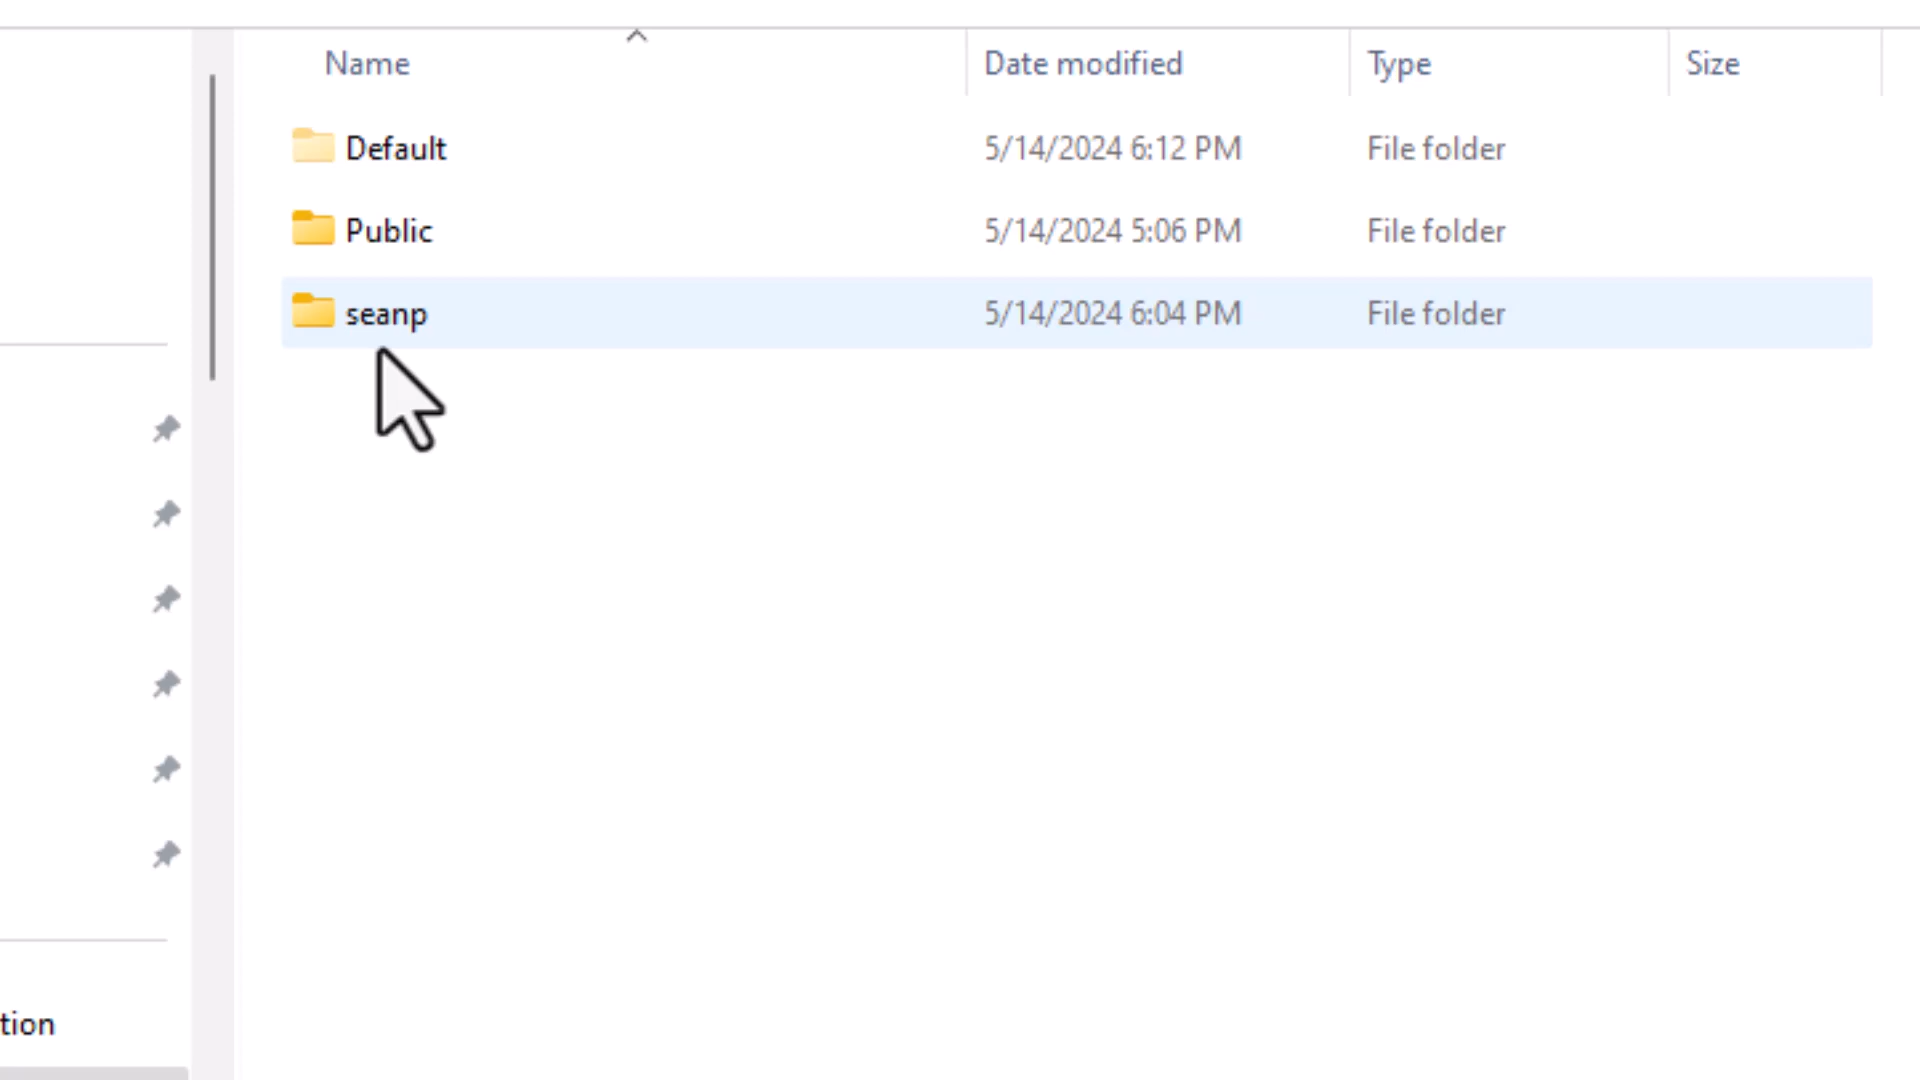 Name Date modified Type Size
Default 5/14/2024 6:12 PM File folder
Public 5/14/2024 5:06 PM File folder
seanp 5/14/2024 6:04 PM File folder
tion